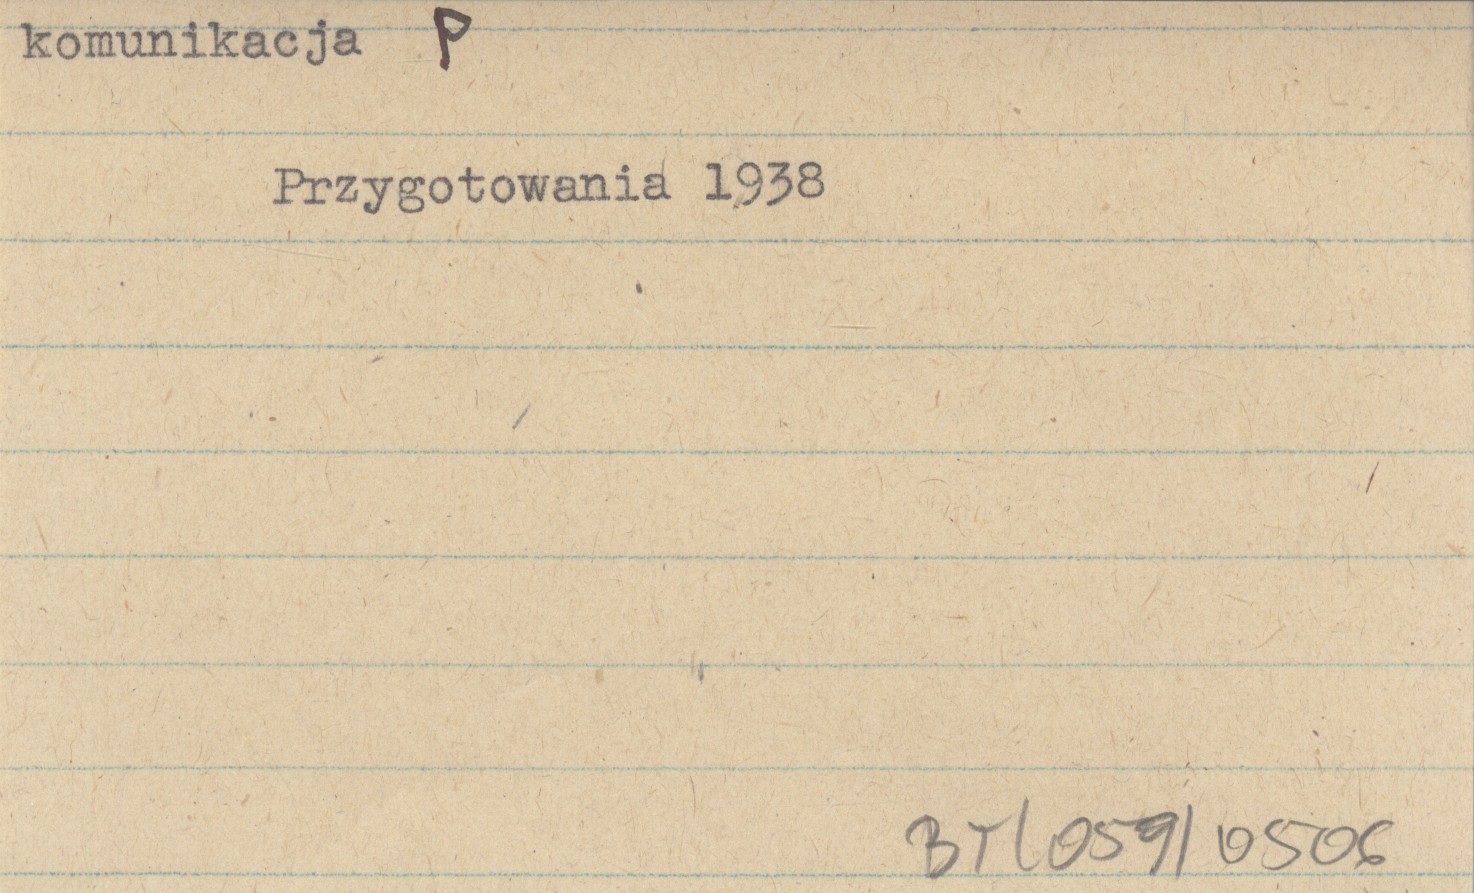 komunikacja P
Przygotowania 1938
BT/059/0506